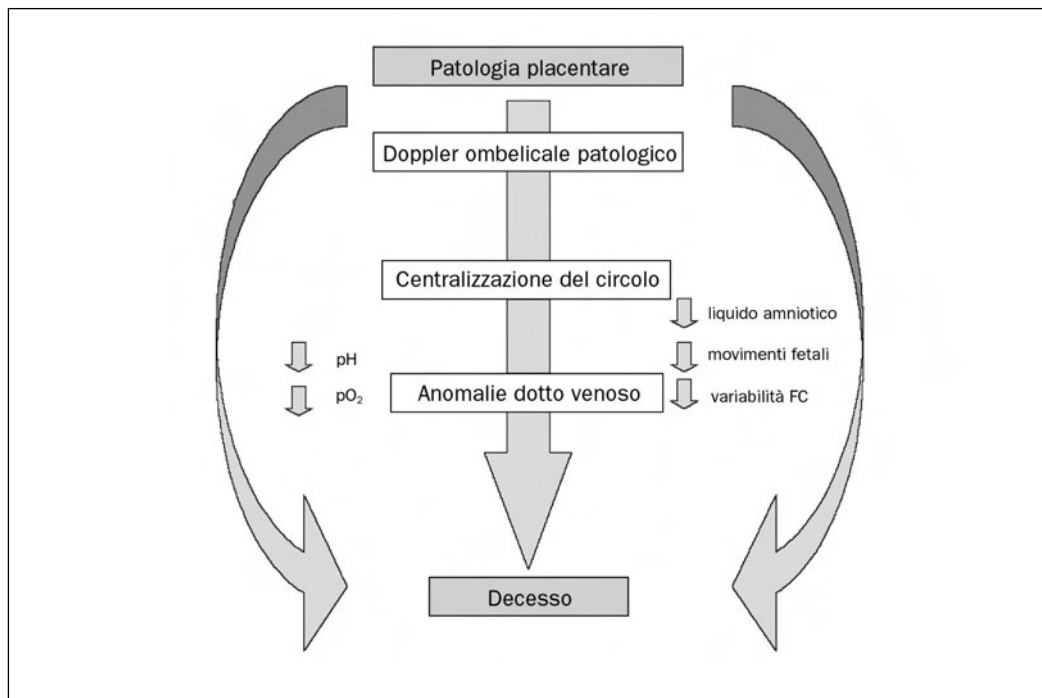 Patologia placentare
Doppler ombelicale patologico
Centralizzazione del circolo
liquido amniotico
pH
movimenti fetali
pO₂
Anomalie dotto venoso
variabilità FC
Decesso